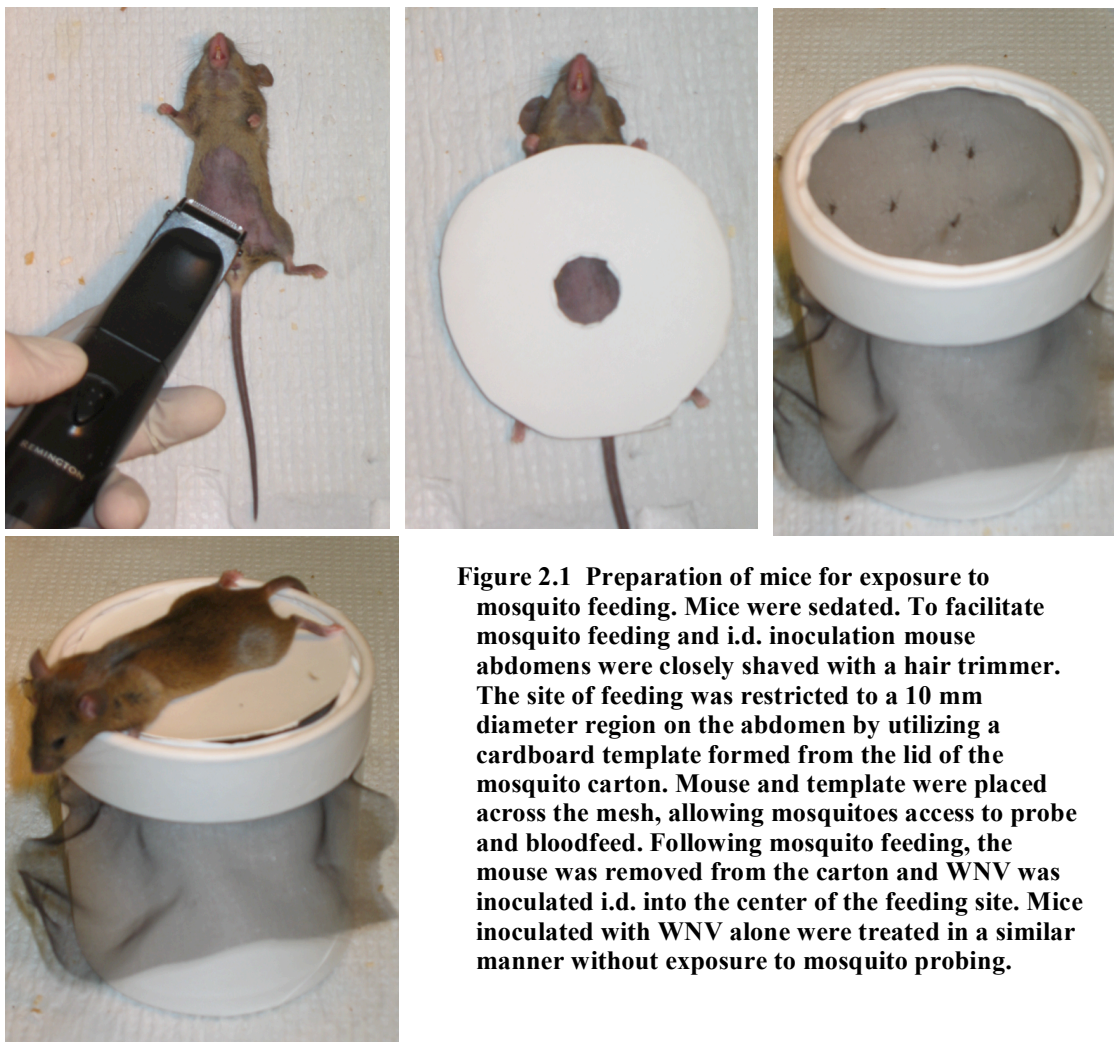 REMINGTON
Figure 2.1 Preparation of mice for exposure to
mosquito feeding. Mice were sedated. To facilitate
mosquito feeding and i.d. inoculation mouse
abdomens were closely shaved with a hair trimmer.
The site of feeding was restricted to a 10 mm
diameter region on the abdomen by utilizing a
cardboard template formed from the lid of the
mosquito carton. Mouse and template were placed
across the mesh, allowing mosquitoes access to probe
and bloodfeed. Following mosquito feeding, the
mouse was removed from the carton and WNV was
inoculated i.d. into the center of the feeding site. Mice
inoculated with WNV alone were treated in a similar
manner without exposure to mosquito probing.